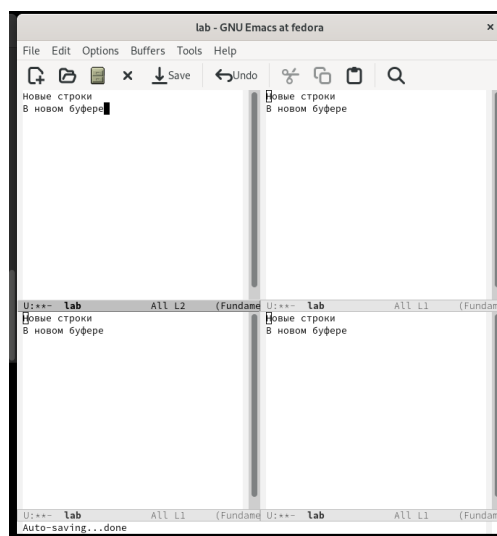 lab - GNU Emacs at fedora ×
File Edit Options Buffers Tools Help
Save Undo
Новые строки
В новом буфере
Новые строки
В новом буфере
U:**- lab All L2 (Fundame
U:**- lab All L1 (Fundam
Новые строки
В новом буфере
Новые строки
В новом буфере
U:**- lab All L1 (Fundame
U:**- lab All L1 (Fundam
Auto-saving...done